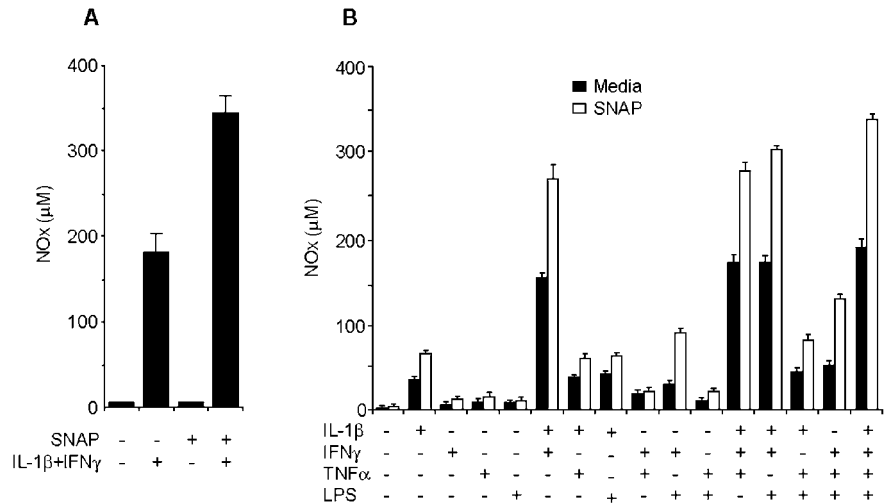 A
400
300
200
100
0
NOx (μM)
SNAP - - + +
IL-1β+IFNγ - + - +
B
400
300
200
100
0
NOx (μM)
Media
SNAP
IL-1β - + - - - + + + - - - + + + - +
IFNγ - - + - - + - - + + - + + - + +
TNFα - - - + - - + - + - + + - + + +
LPS - - - - + - - + - + + - + + + +